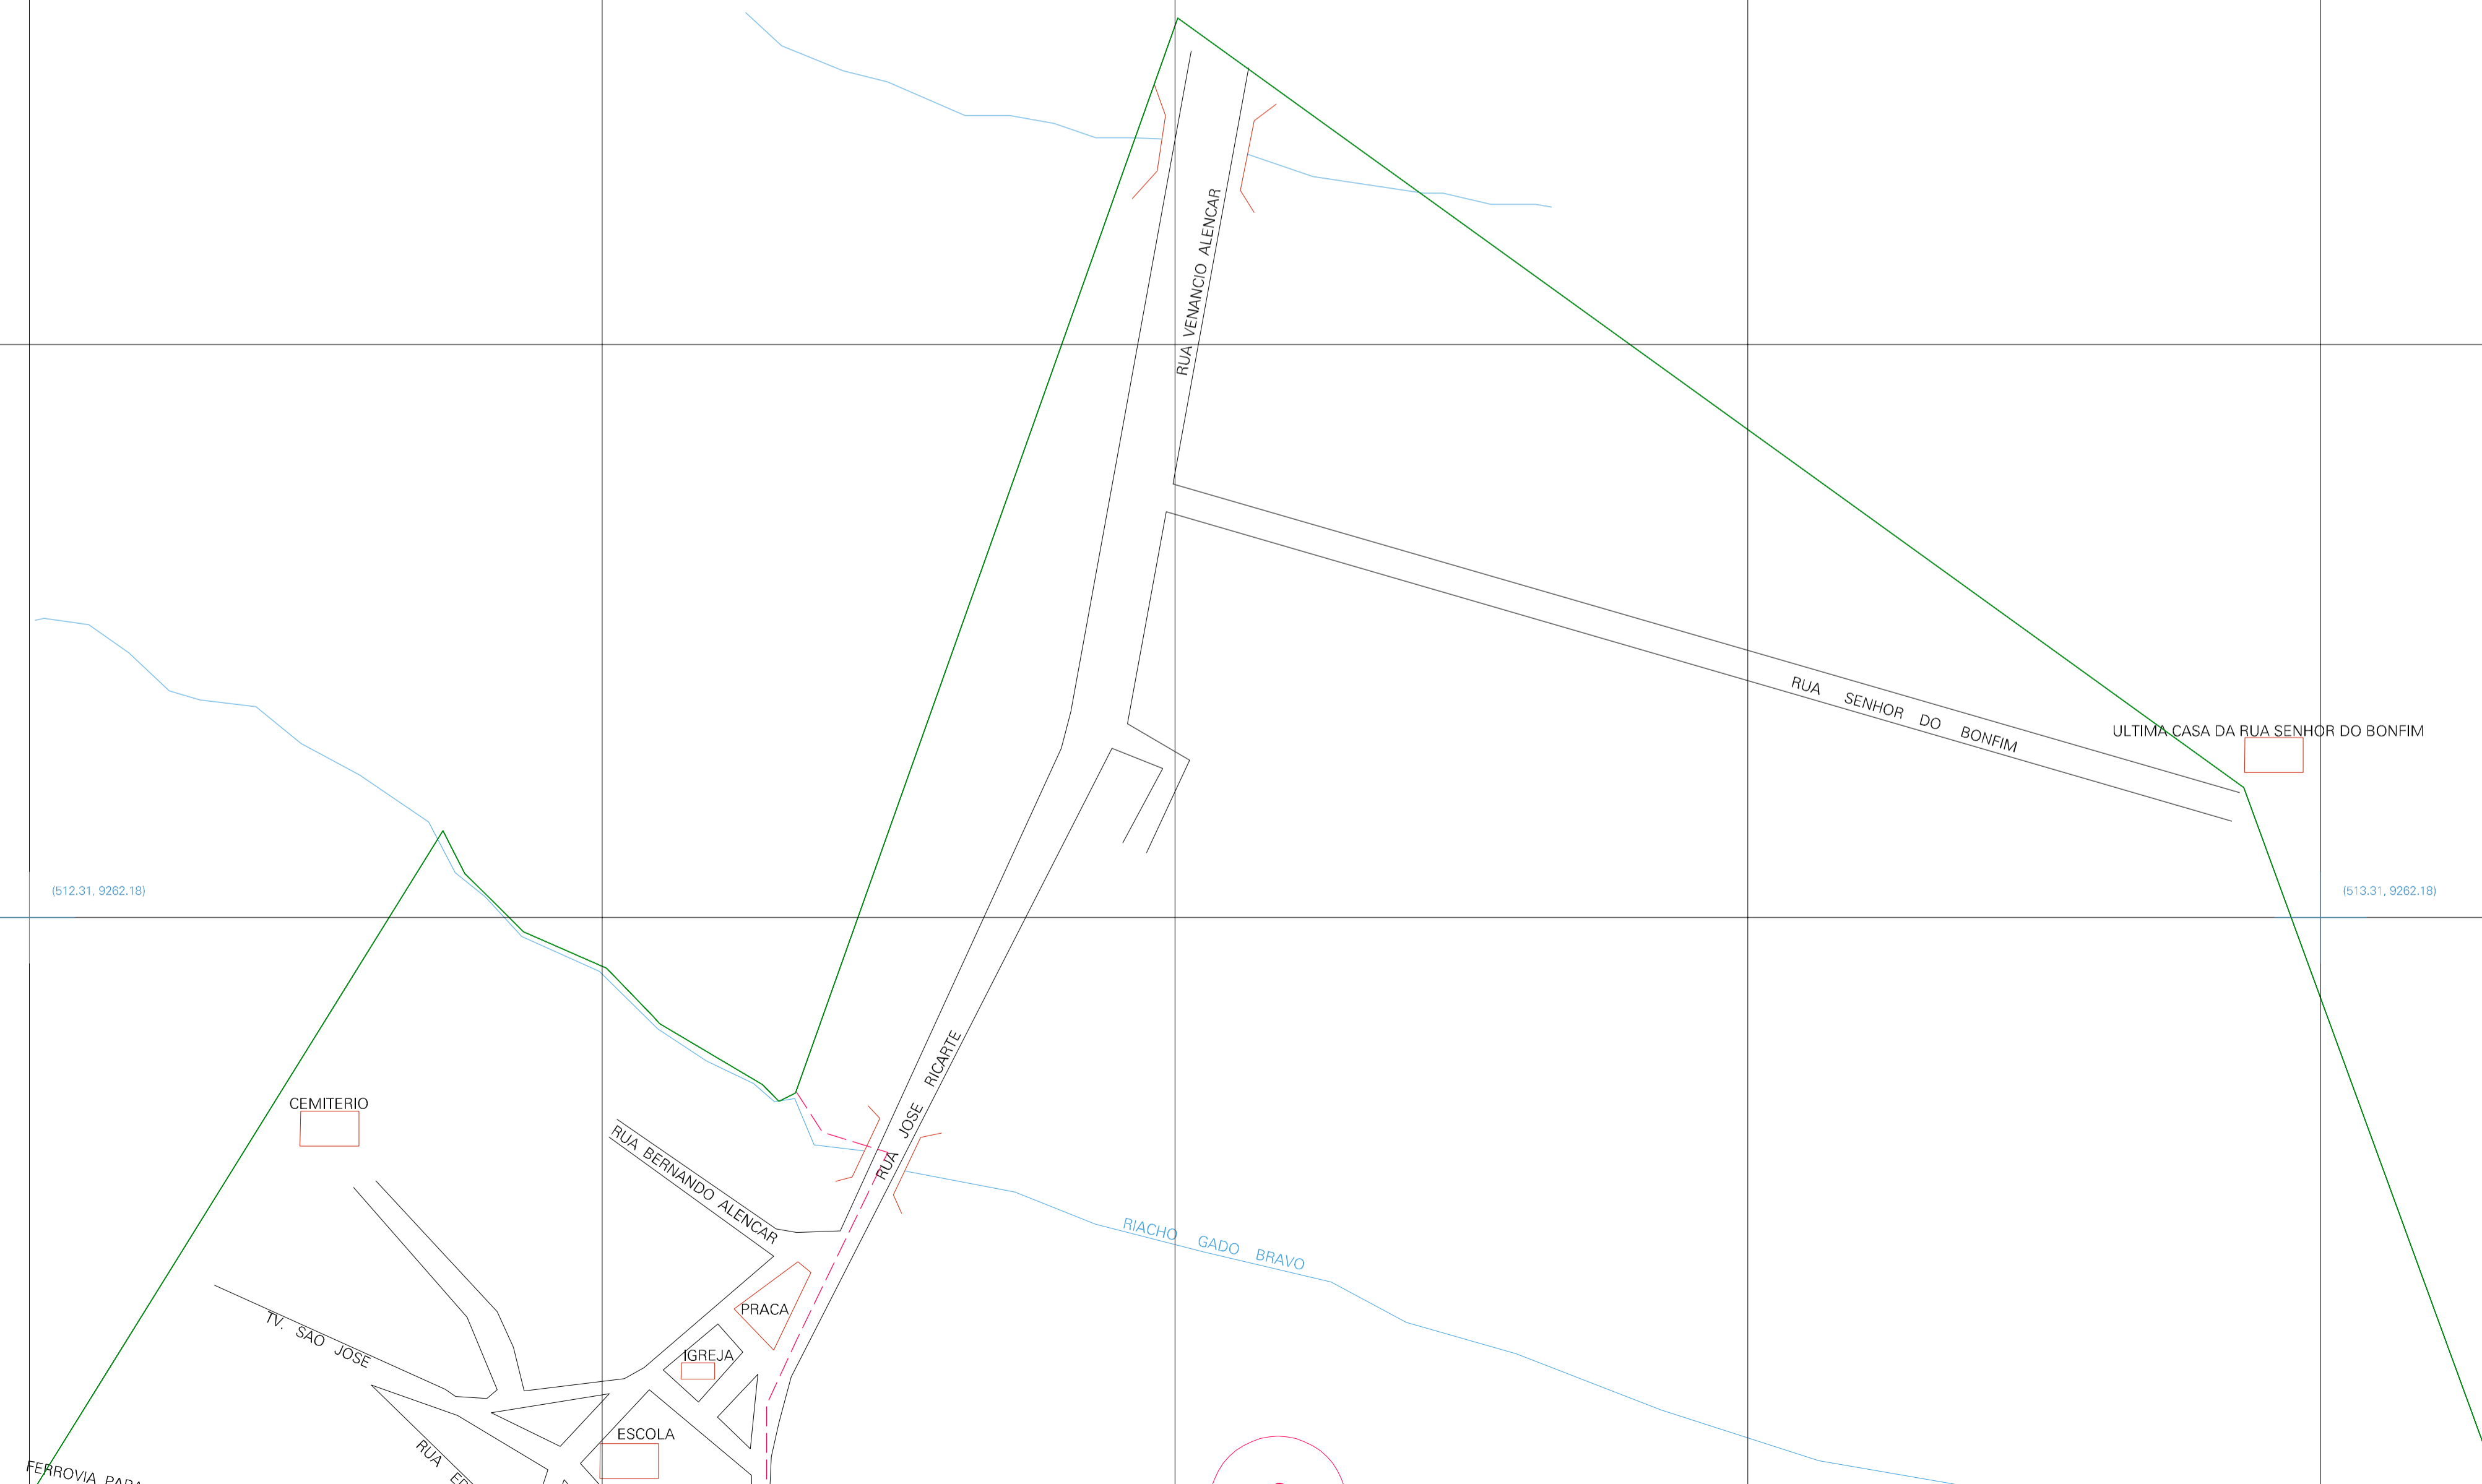 RUA VENANCIO ALENCAR
RUA SENHOR DO BONFIM
ULTIMA CASA DA RUA SENHOR DO BONFIM
(512.31, 9262.18)
(513.31, 9262.18)
RUA JOSE RICARTE
CEMITERIO
RUA BERNANDO ALENCAR
RIACHO GADO BRAVO
PRACA
TV. SAO JOSE
IGREJA
ESCOLA
RUA
FERROVIA